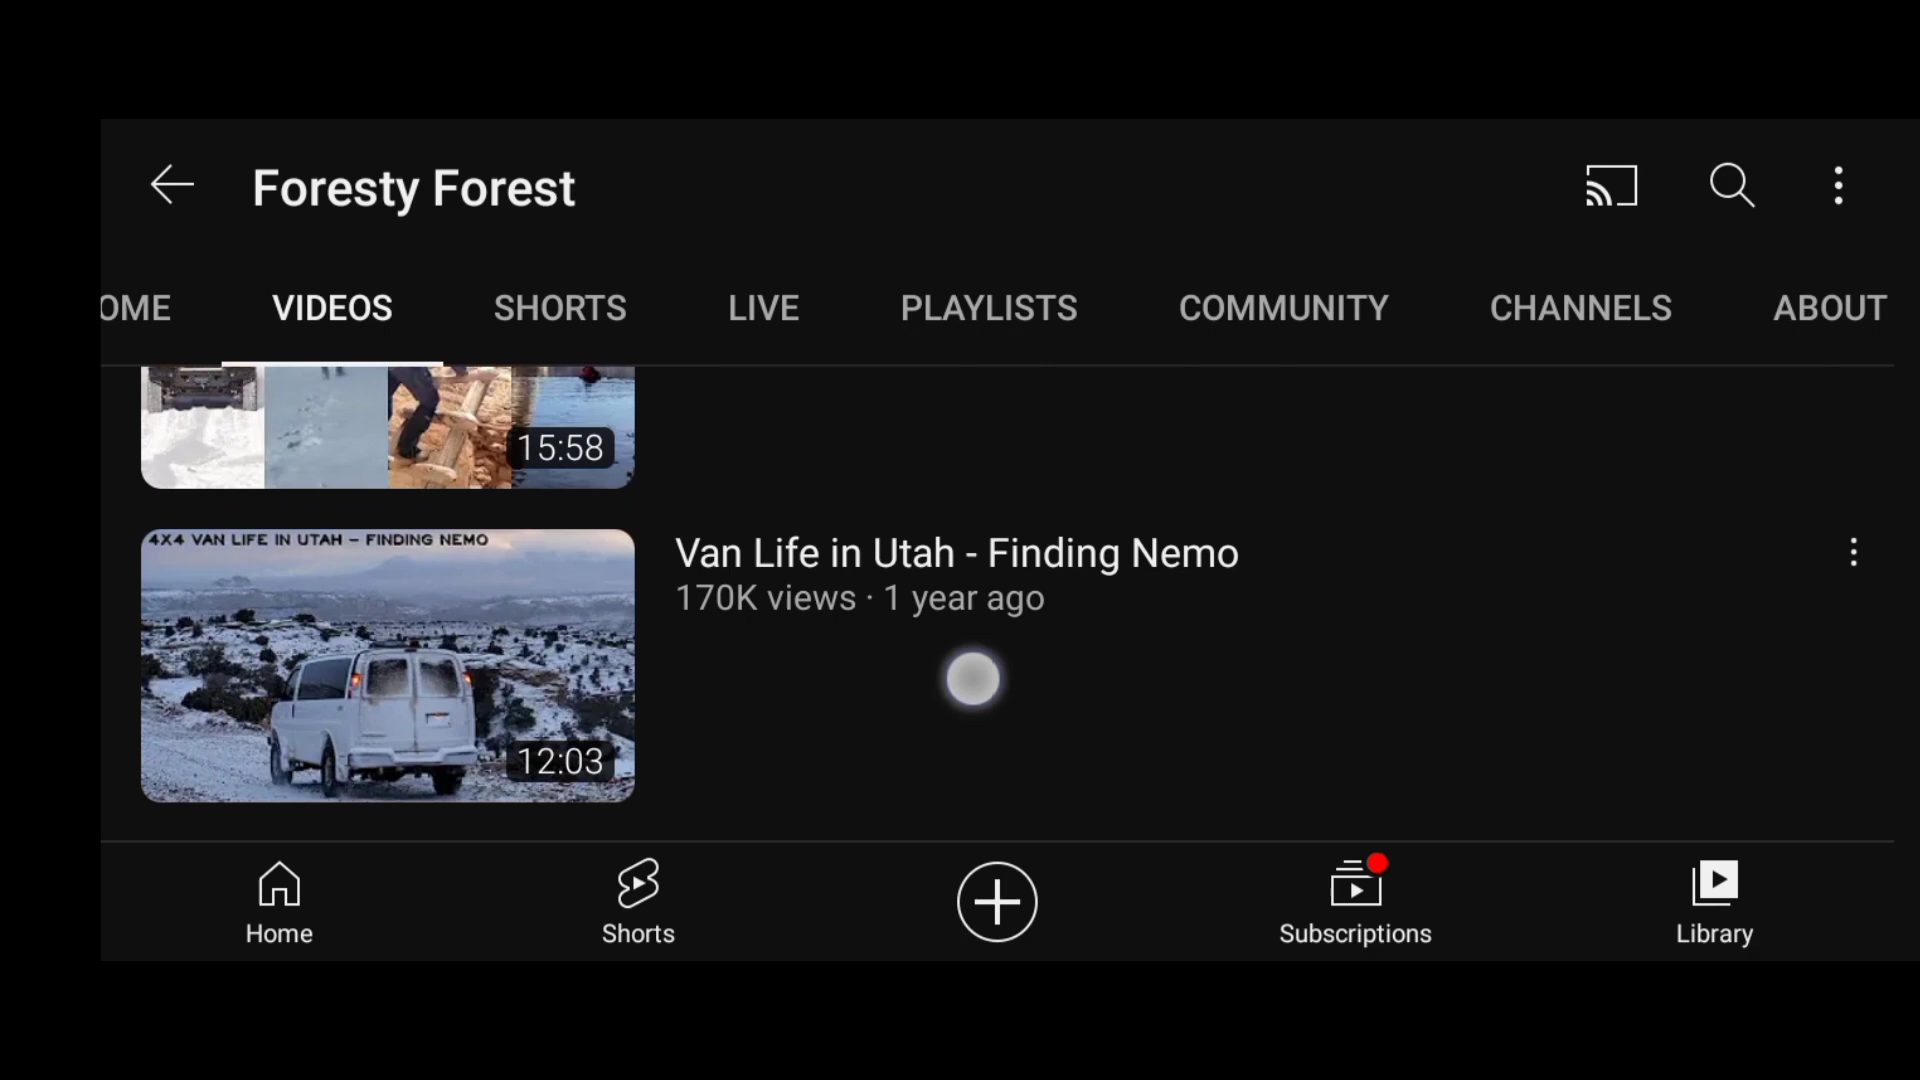 Foresty Forest
OME VIDEOS SHORTS LIVE PLAYLISTS COMMUNITY CHANNELS ABOUT
15:58
4X4 VAN LIFE IN UTAH - FINDING NEMO
12:03
Van Life in Utah - Finding Nemo
170K views · 1 year ago
Home Shorts Subscriptions Library